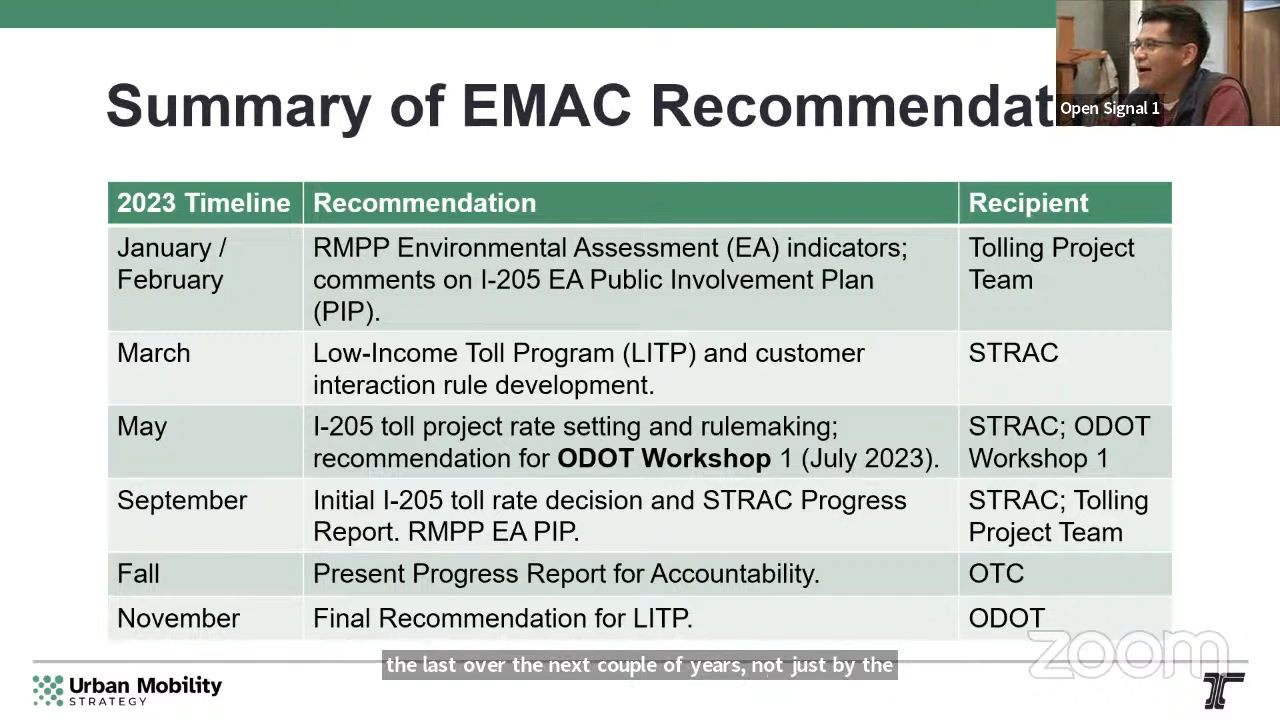 Summary of EMAC Recommendat
Open Signal 1
2023 Timeline
Recommendation
Recipient
January /
February
RMPP Environmental Assessment (EA) indicators;
comments on I-205 EA Public Involvement Plan
(PIP).
Tolling Project
Team
March
Low-Income Toll Program (LITP) and customer
interaction rule development.
STRAC
May
I-205 toll project rate setting and rulemaking;
recommendation for ODOT Workshop 1 (July 2023).
STRAC; ODOT
Workshop 1
September
Initial I-205 toll rate decision and STRAC Progress
Report. RMPP EA PIP.
STRAC; Tolling
Project Team
Fall
Present Progress Report for Accountability.
OTC
November
Final Recommendation for LITP.
ODOT
zoom
the last over the next couple of years, not just by the
Urban Mobility
STRATEGY